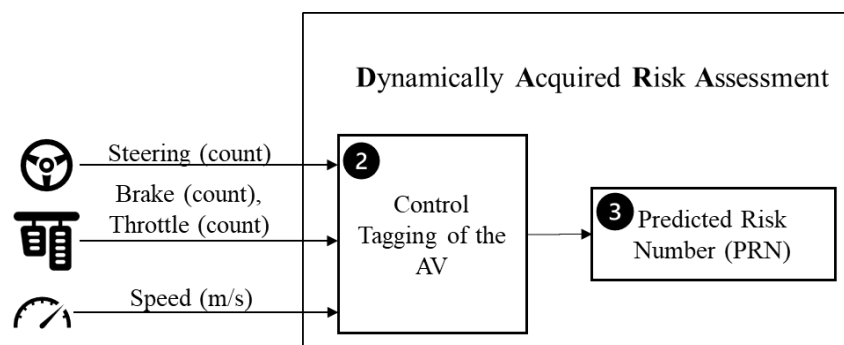 Dynamically Acquired Risk Assessment
Steering (count)
Brake (count),
Throttle (count)
Speed (m/s)
2
Control
Tagging of the
AV
3
Predicted Risk
Number (PRN)